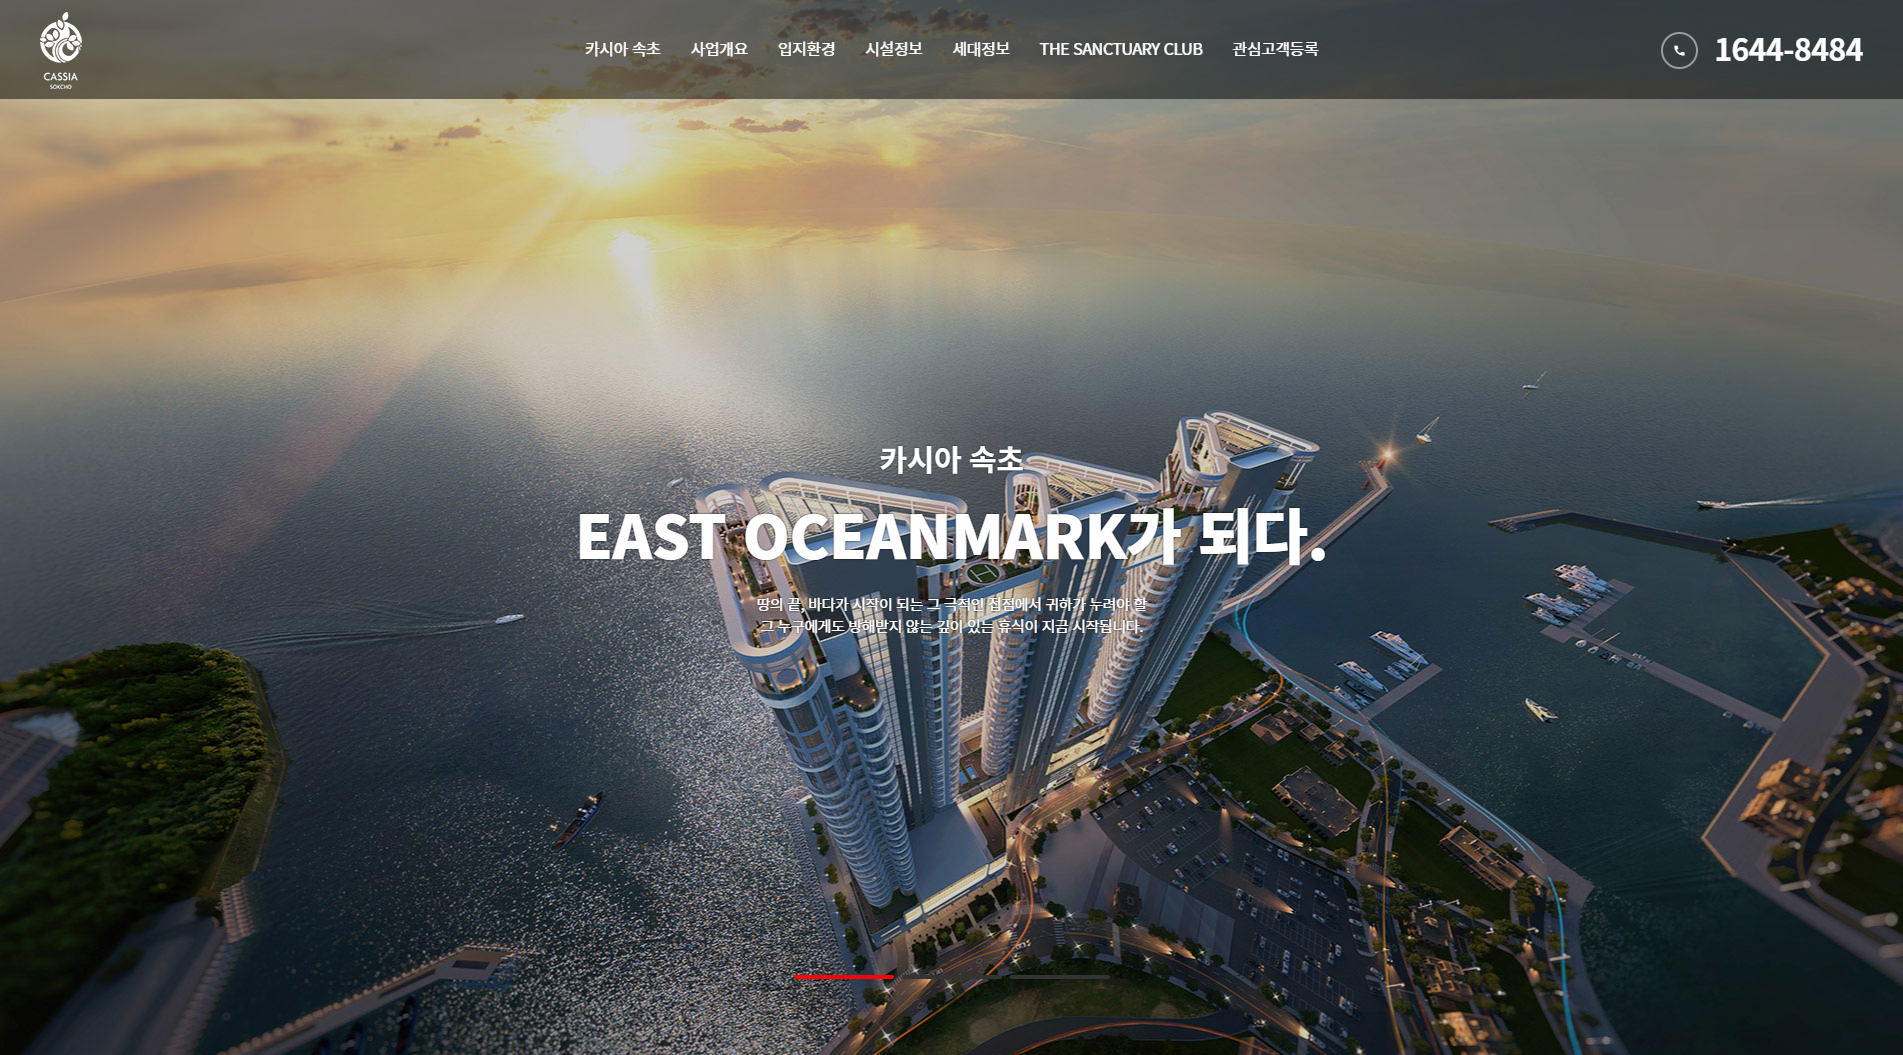 CASSIA
SOKCHO
카시아 속초
사업개요
입지환경
시설정보
세대정보
THE SANCTUARY CLUB
관심고객등록
1644-8484
카시아 속초
EAST OCEANMARK가 되다.
땅의 끝, 바다가 시작이 되는 그 극적인 접점에서 귀하가 누려야 할
그 누구에게도 방해받지 않는 깊이 있는 휴식이 지금 시작됩니다.
H